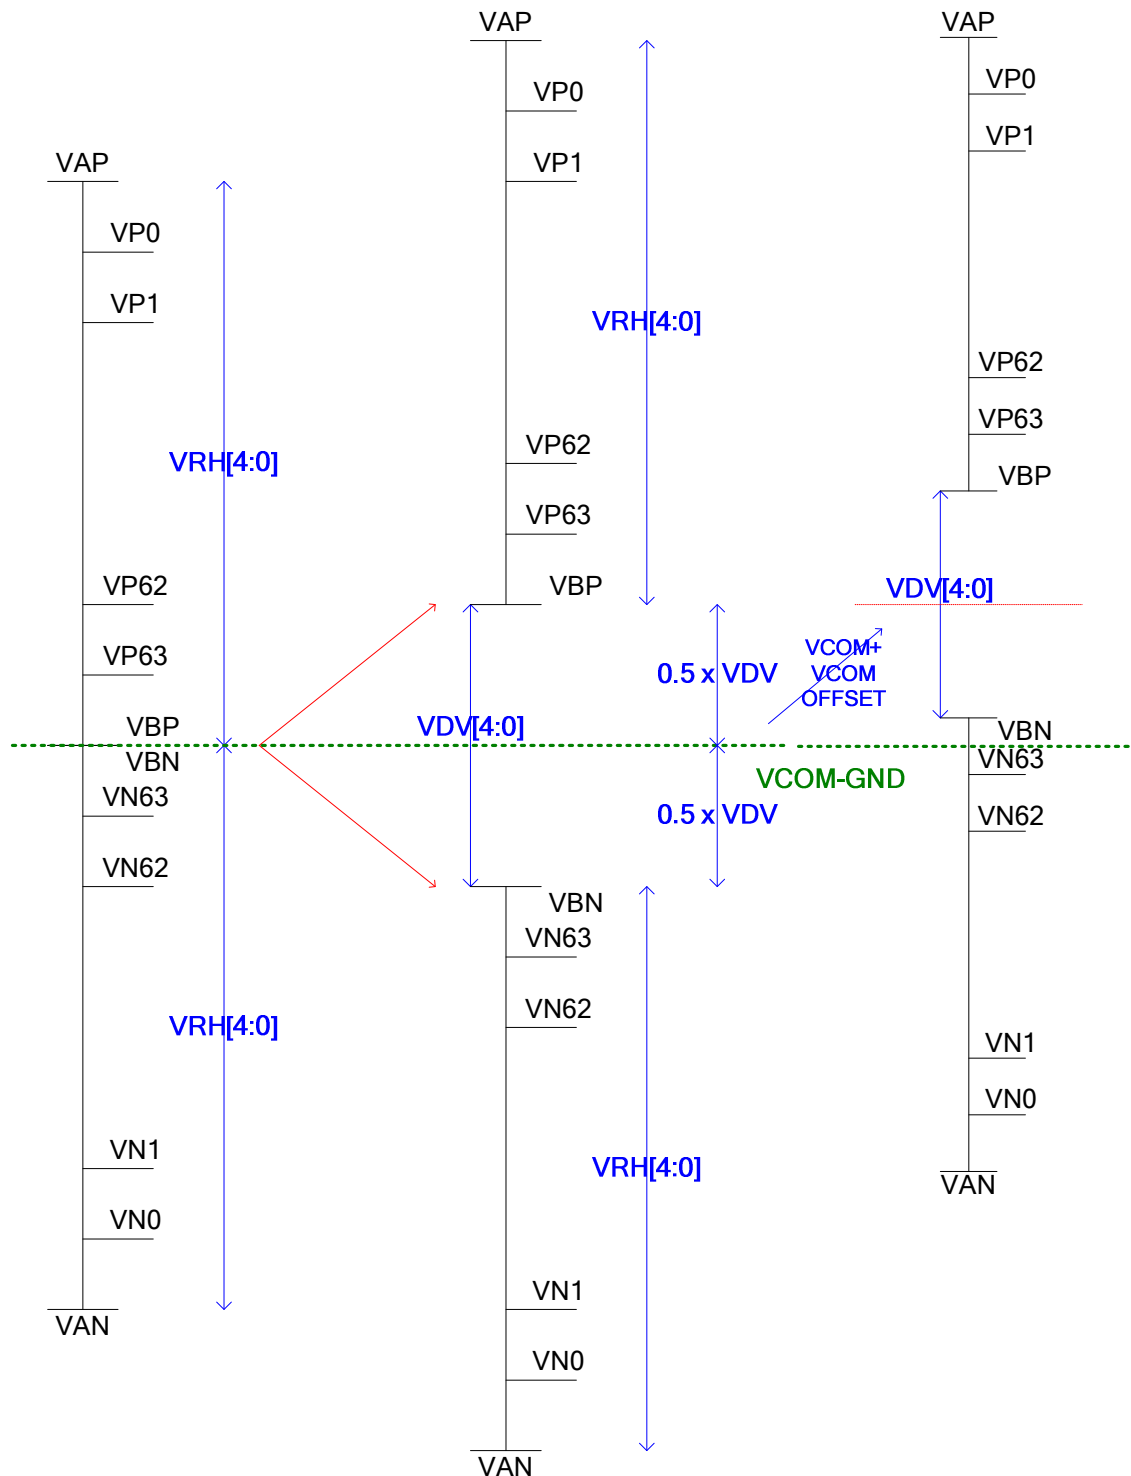 VAP
VP0
VP1
VRH[4:0]
VP62
VP63
VBP
VBN
VN63
VN62
VRH[4:0]
VN1
VN0
VAN
VAP
VP0
VP1
VRH[4:0]
VP62
VP63
VBP
0.5 x VDV
VDV[4:0]
0.5 x VDV
VBN
VN63
VN62
VRH[4:0]
VN1
VN0
VAN
VAP
VP0
VP1
VP62
VP63
VBP
VDV[4:0]
VCOM+
VCOM
OFFSET
VBN
VCOM-GND
VN63
VN62
VN1
VN0
VAN